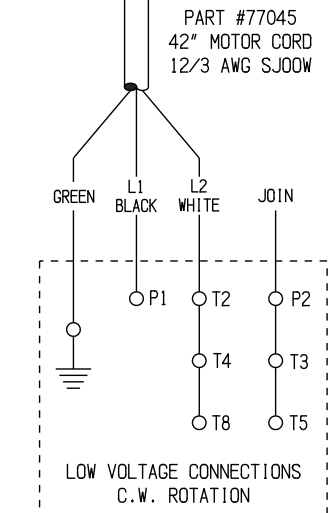 PART #77045
42" MOTOR CORD
12/3 AWG SJOOW
GREEN
L1
BLACK
L2
WHITE
JOIN
P1
T2
P2
T4
T3
T8
T5
LOW VOLTAGE CONNECTIONS
C.W. ROTATION